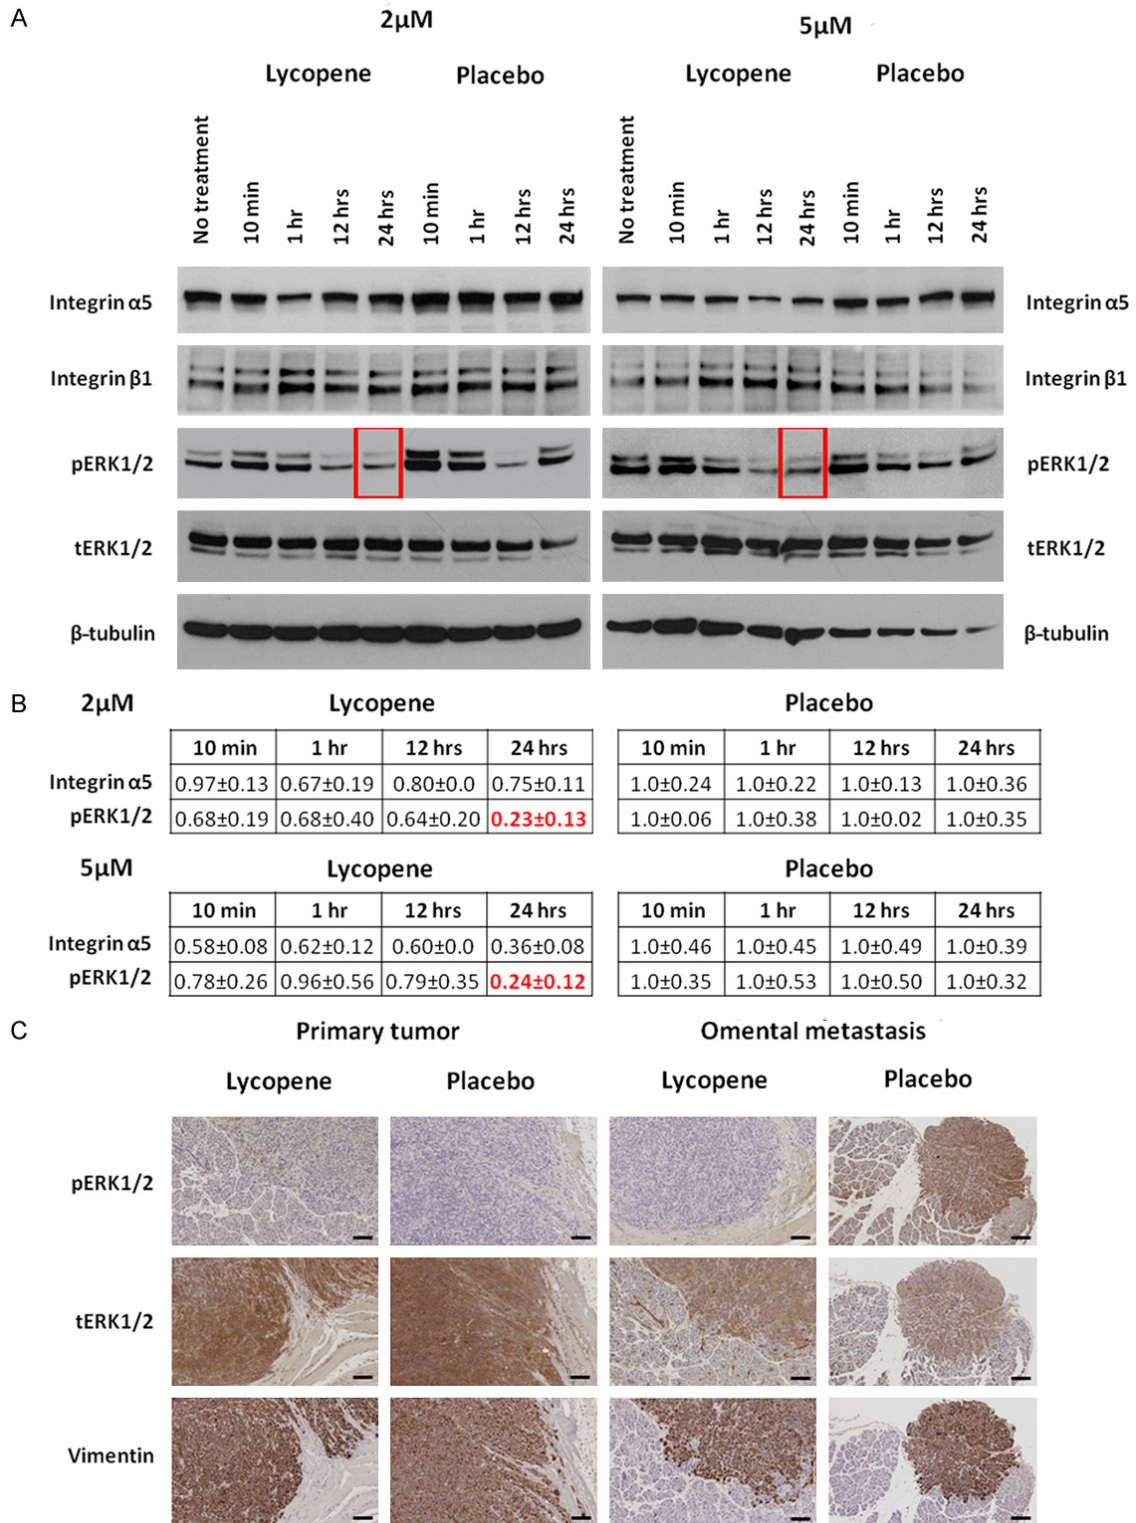 A
2µM
5µM
Lycopene Placebo Lycopene Placebo
No treatment 10 min 1 hr 12 hrs 24 hrs 10 min 1 hr 12 hrs 24 hrs No treatment 10 min 1 hr 12 hrs 24 hrs 10 min 1 hr 12 hrs 24 hrs
Integrin α5 Integrin α5
Integrin β1 Integrin β1
pERK1/2 pERK1/2
tERK1/2 tERK1/2
β-tubulin β-tubulin
B 2µM Lycopene Placebo
10 min 1 hr 12 hrs 24 hrs 10 min 1 hr 12 hrs 24 hrs
Integrin α5 0.97±0.13 0.67±0.19 0.80±0.0 0.75±0.11 1.0±0.24 1.0±0.22 1.0±0.13 1.0±0.36
pERK1/2 0.68±0.19 0.68±0.40 0.64±0.20 0.23±0.13 1.0±0.06 1.0±0.38 1.0±0.02 1.0±0.35
5µM Lycopene Placebo
10 min 1 hr 12 hrs 24 hrs 10 min 1 hr 12 hrs 24 hrs
Integrin α5 0.58±0.08 0.62±0.12 0.60±0.0 0.36±0.08 1.0±0.46 1.0±0.45 1.0±0.49 1.0±0.39
pERK1/2 0.78±0.26 0.96±0.56 0.79±0.35 0.24±0.12 1.0±0.35 1.0±0.53 1.0±0.50 1.0±0.32
C Primary tumor Omental metastasis
Lycopene Placebo Lycopene Placebo
pERK1/2
tERK1/2
Vimentin